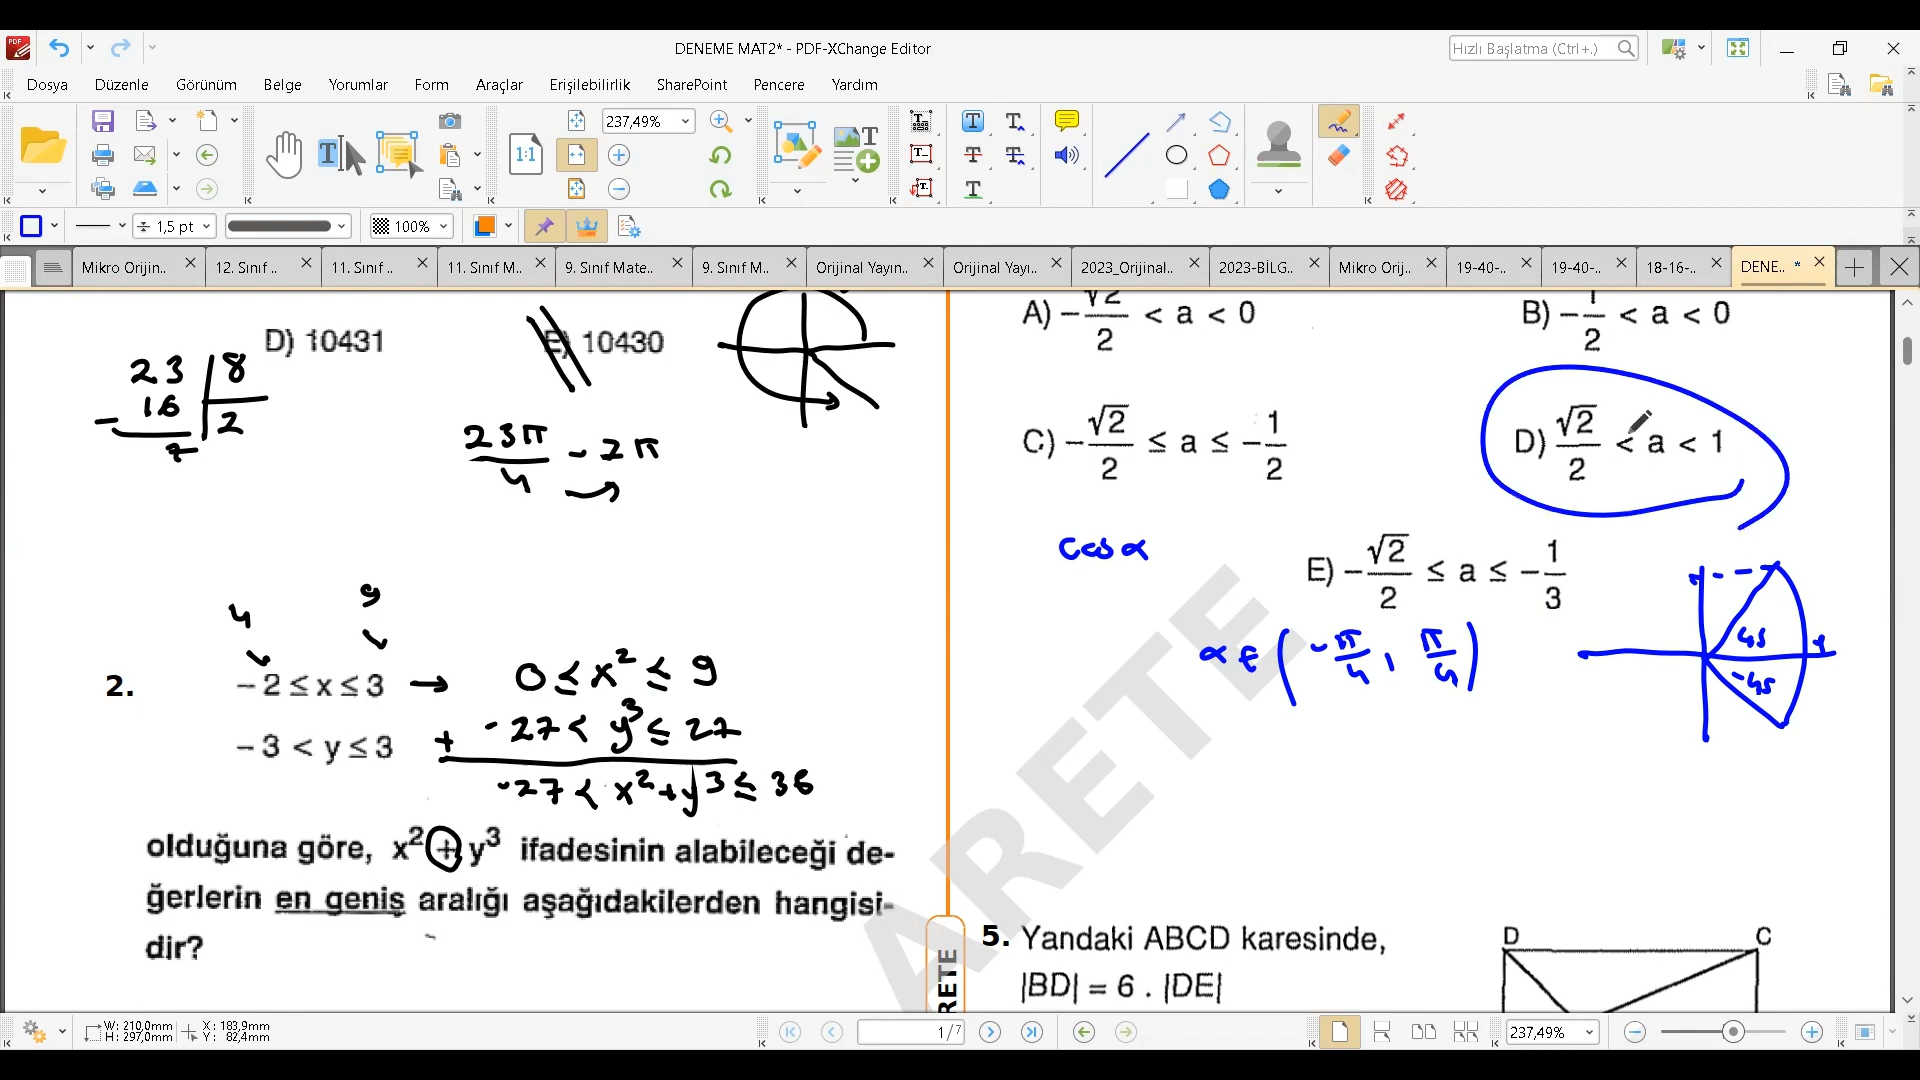 DENEME MAT2* - PDF-XChange Editor
Hızlı Başlatma (Ctrl+.)
Dosya Düzenle Görünüm Belge Yorumlar Form Araçlar Erişilebilirlik SharePoint Pencere Yardım
237,49%
1:1
1,5 pt
100%
Mikro Orijin.. 12. Sınıf .. 11. Sınıf .. 11. Sınıf M.. 9. Sınıf Mate.. 9. Sınıf M.. Orijinal Yayın.. Orijinal Yayı.. 2023_Orijinal.. 2023-BİLG.. Mikro Orij.. 19-40-.. 19-40-.. 18-16-.. DENE.. *
D) 10431
E) 10430
23 | 8
- 16 | 2
7
23π/4 - 2π
4
9
2.
-2 ≤ x ≤ 3 → 0 ≤ x² ≤ 9
-3 < y ≤ 3
+ -27 < y³ ≤ 27
-27 < x² + y³ ≤ 36
olduğuna göre, x² + y³ ifadesinin alabileceği de-
ğerlerin en geniş aralığı aşağıdakilerden hangisi-
dir?
A) -√2/2 < a < 0
B) -1/2 < a < 0
C) -√2/2 ≤ a ≤ -1/2
D) √2/2 < a < 1
E) -√2/2 ≤ a ≤ -1/3
cos α
α ∈ (-π/4, π/4)
45
-45
1
ARETE
RETE
5. Yandaki ABCD karesinde,
|BD| = 6 . |DE|
D C
W: 210,0mm
H: 297,0mm
X: 183,9mm
Y: 82,4mm
1 / 7
237,49%